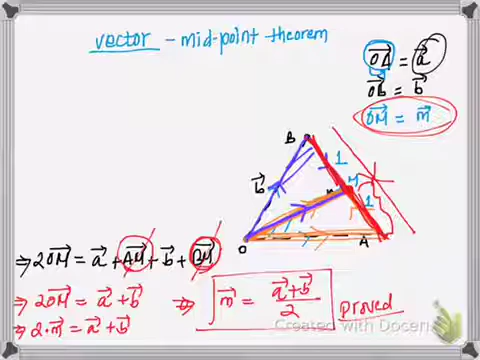 vector - mid-point theorem
OA = a
OB = b
OM = m
B
1
b
M
1
O
A
⇒ 2OM = a + AM + b + BM
⇒ 2OM = a + b
⇒ m = a + b / 2 proved
⇒ 2·m = a + b
Created with Doceri